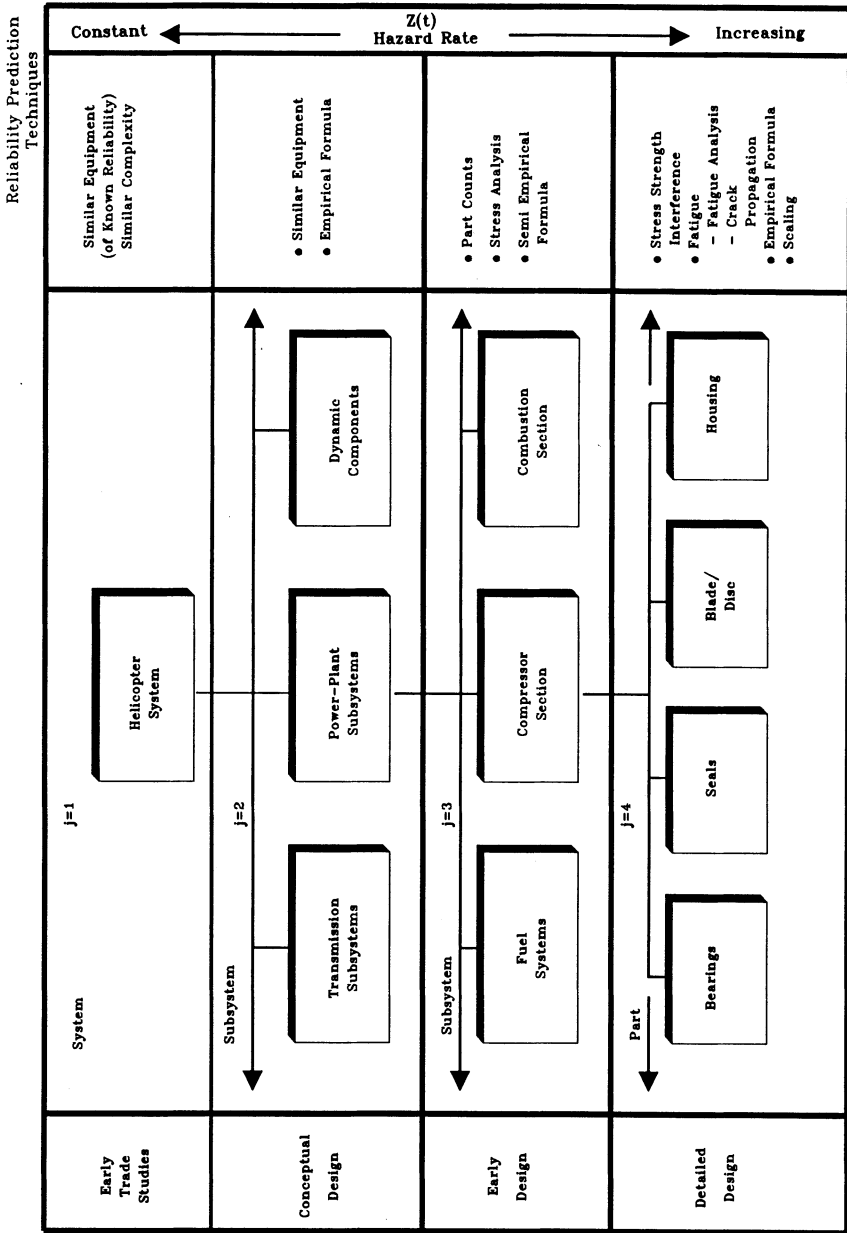 Reliability Prediction
Techniques
Early
Trade
Studies
System
j=1
Helicopter
System
Similar Equipment
(of Known Reliability)
Similar Complexity
Constant
Conceptual
Design
Subsystem
j=2
Transmission
Subsystems
Power-Plant
Subsystems
Dynamic
Components
• Similar Equipment
• Empirical Formula
Z(t)
Hazard Rate
Early
Design
Subsystem
j=3
Fuel
Systems
Compressor
Section
Combustion
Section
• Part Counts
• Stress Analysis
• Semi Empirical
Formula
Detailed
Design
Part
j=4
Bearings
Seals
Blade/
Disc
Housing
• Stress Strength
Interference
• Fatigue
- Fatigue Analysis
- Crack
Propagation
• Empirical Formula
• Scaling
Increasing